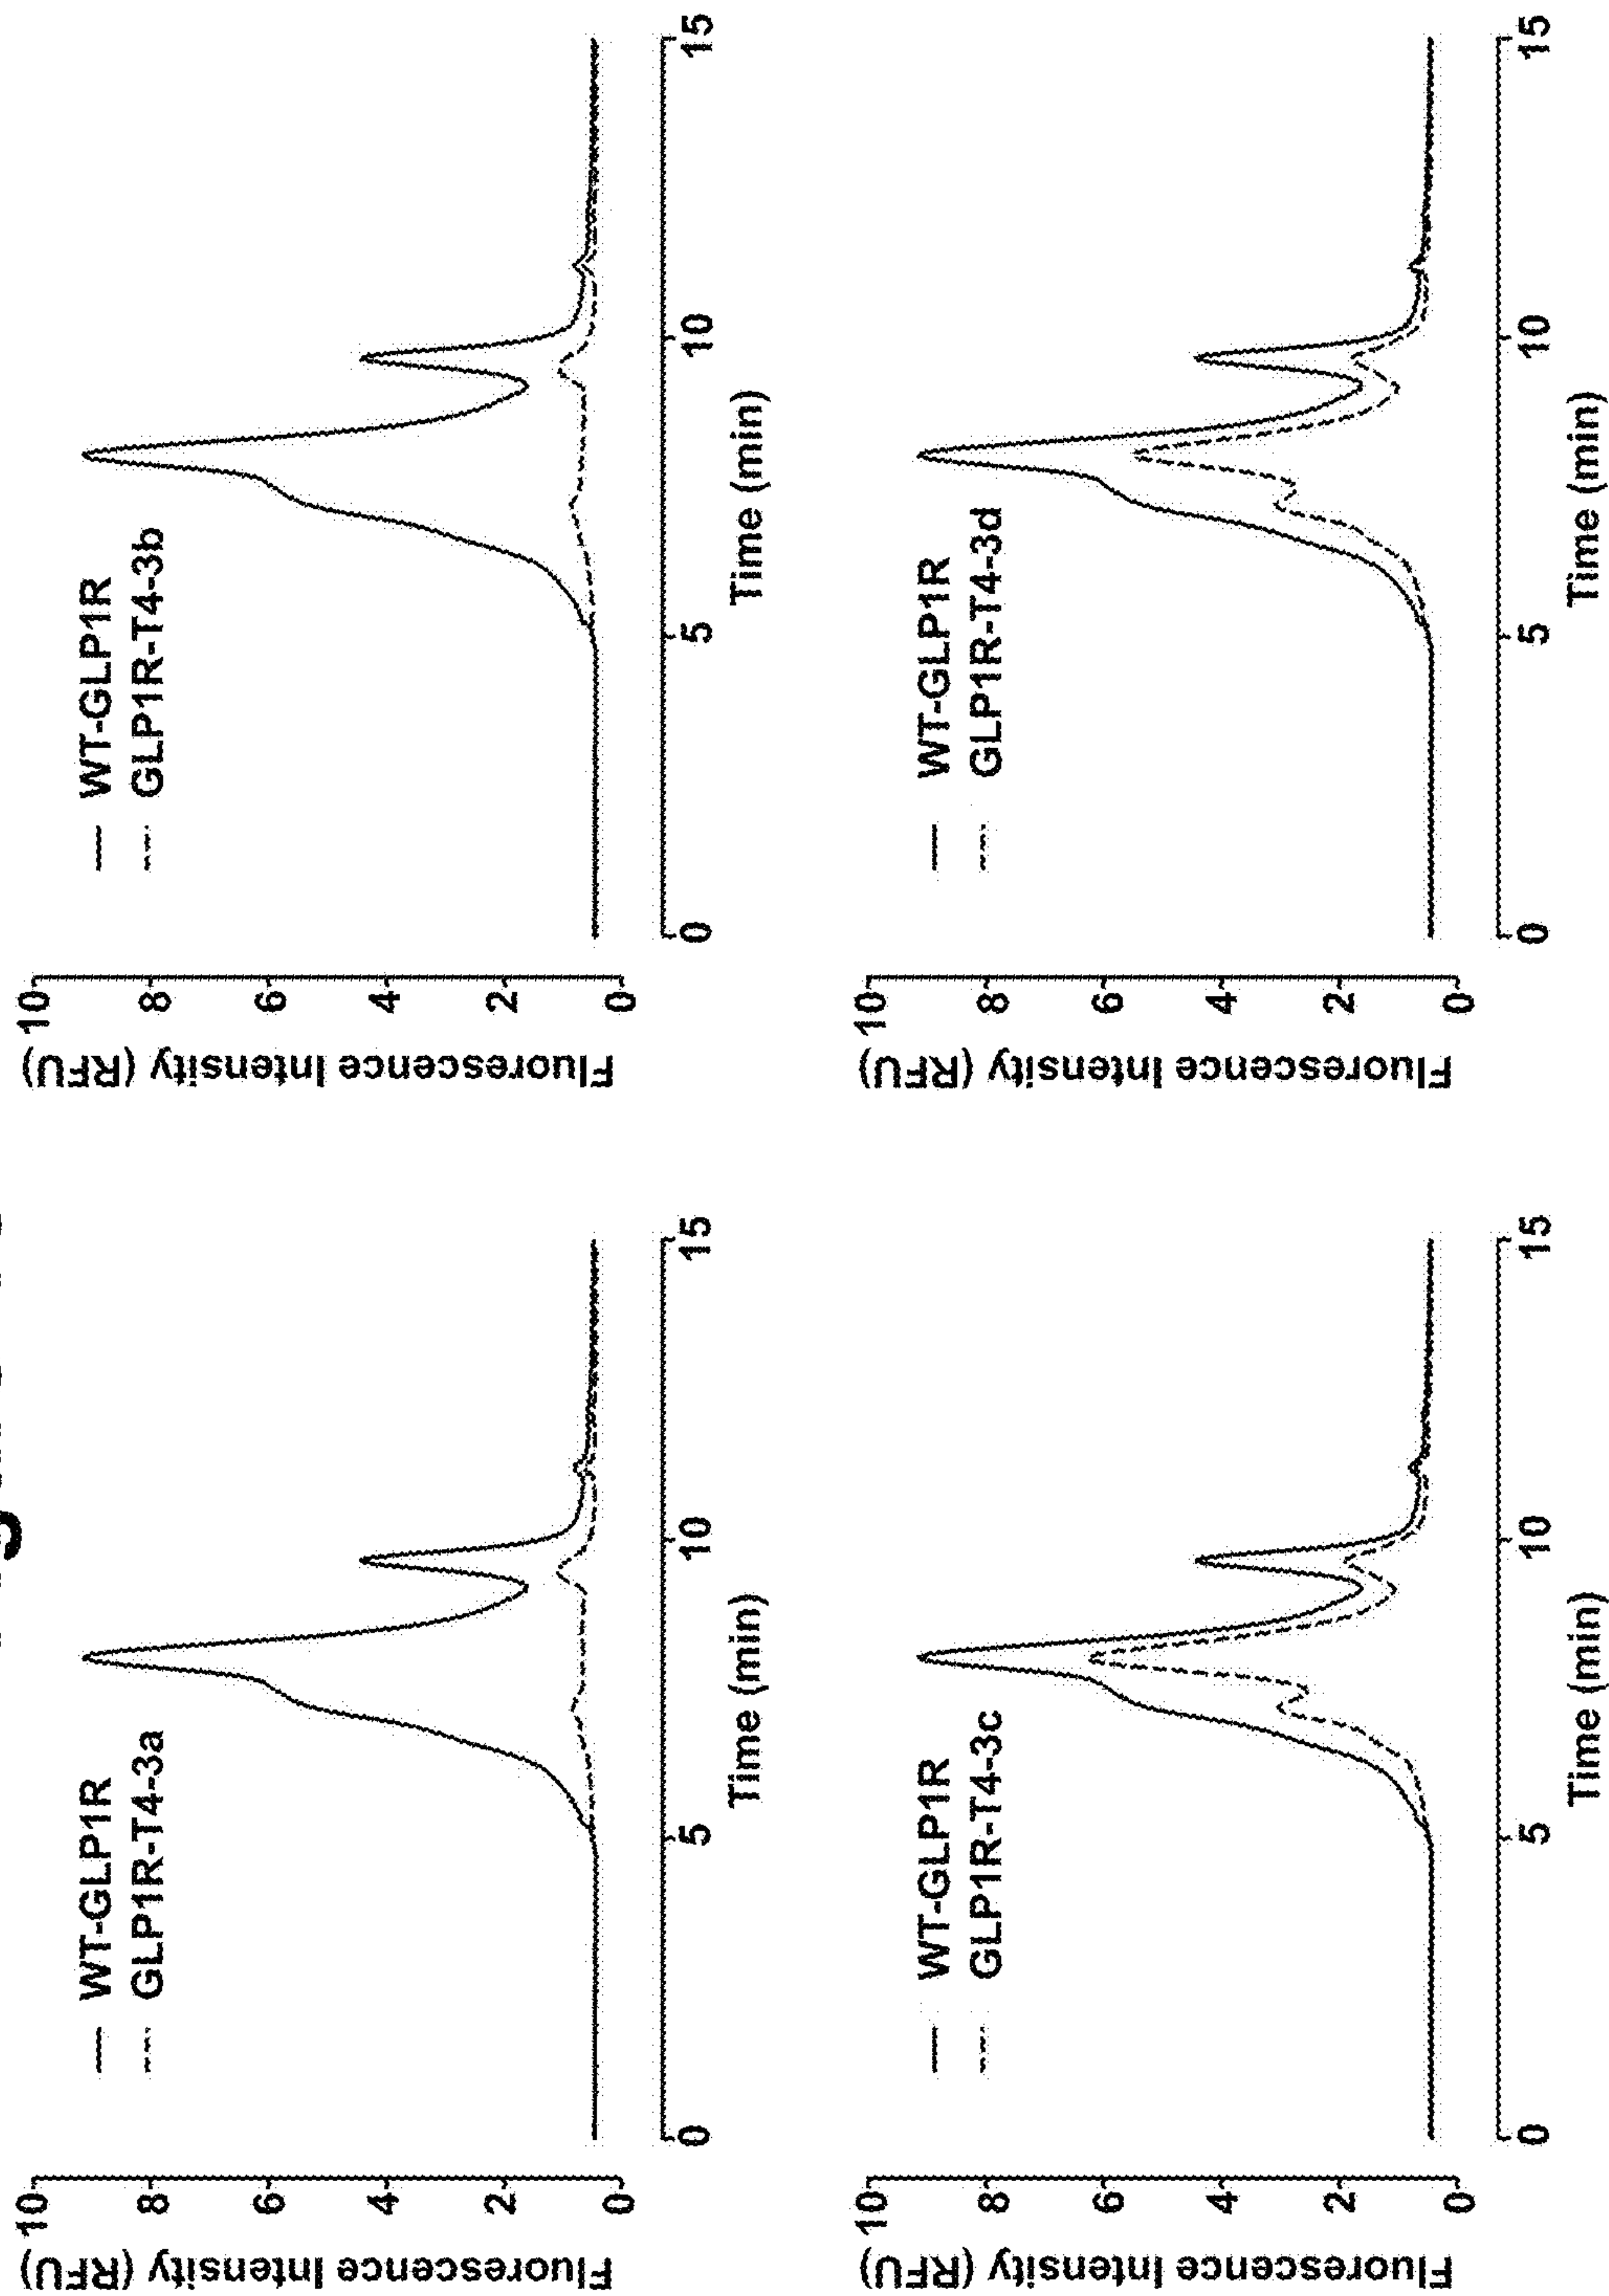 10
8
6
4
2
0
Fluorescence Intensity (RFU)
WT-GLP1R
GLP1R-T4-3a
0
5
10
15
Time (min)
10
8
6
4
2
0
Fluorescence Intensity (RFU)
WT-GLP1R
GLP1R-T4-3b
0
5
10
15
Time (min)
10
8
6
4
2
0
Fluorescence Intensity (RFU)
WT-GLP1R
GLP1R-T4-3c
0
5
10
15
Time (min)
10
8
6
4
2
0
Fluorescence Intensity (RFU)
WT-GLP1R
GLP1R-T4-3d
0
5
10
15
Time (min)